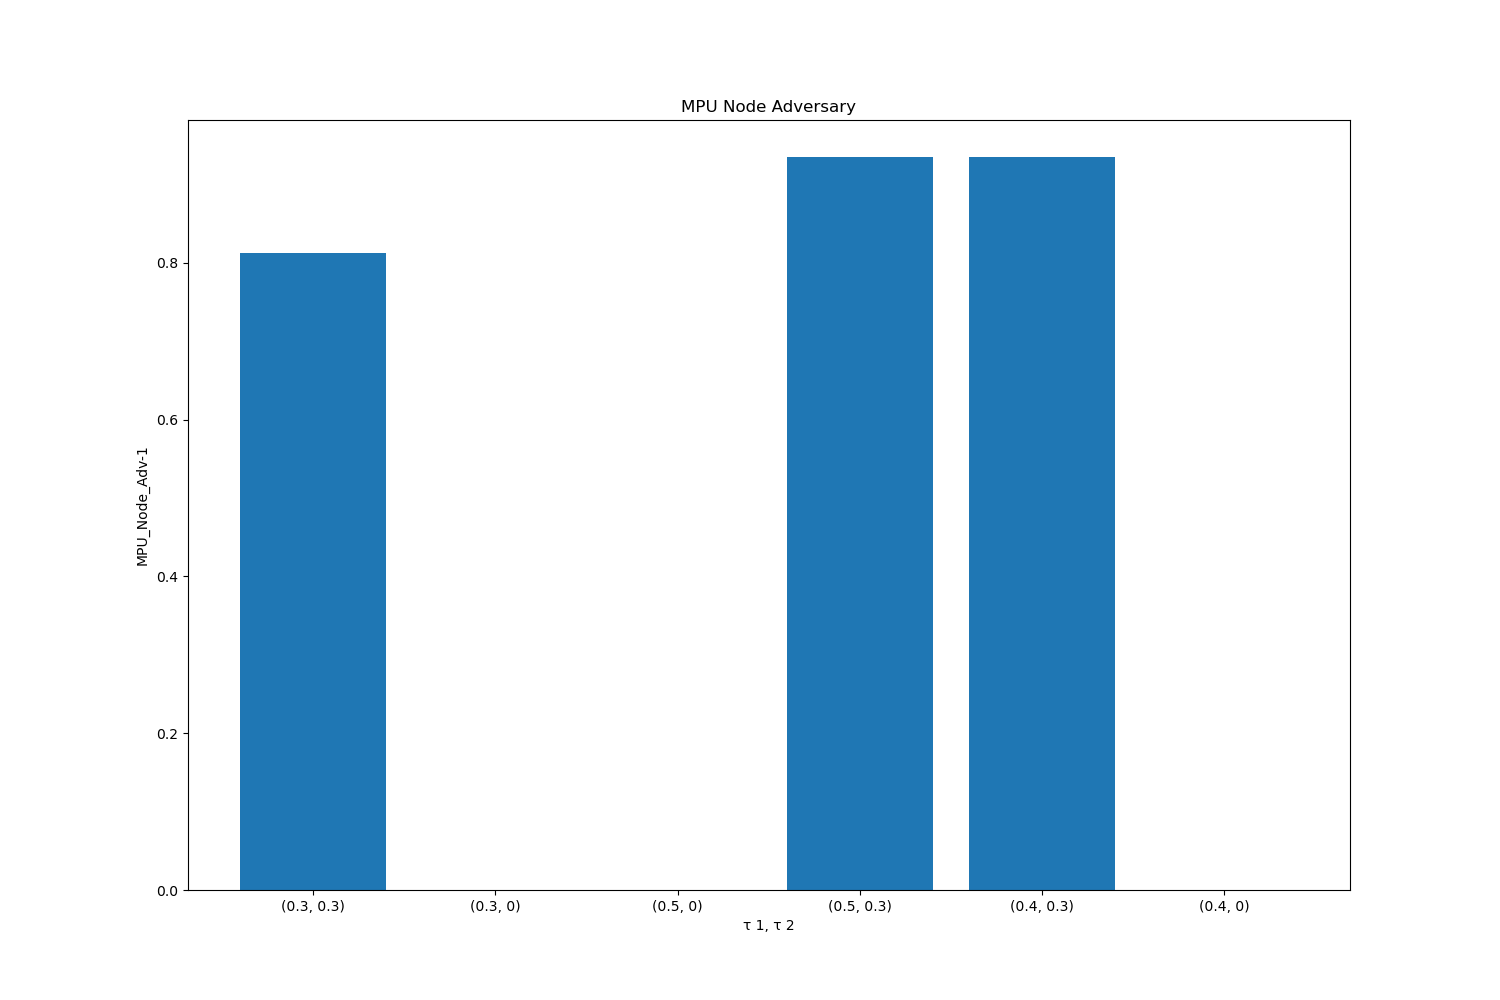 MPU Node Adversary
MPU_Node_Adv-1
0.8
0.6
0.4
0.2
0.0
(0.3, 0.3) (0.3, 0) (0.5, 0) (0.5, 0.3) (0.4, 0.3) (0.4, 0)
τ 1, τ 2